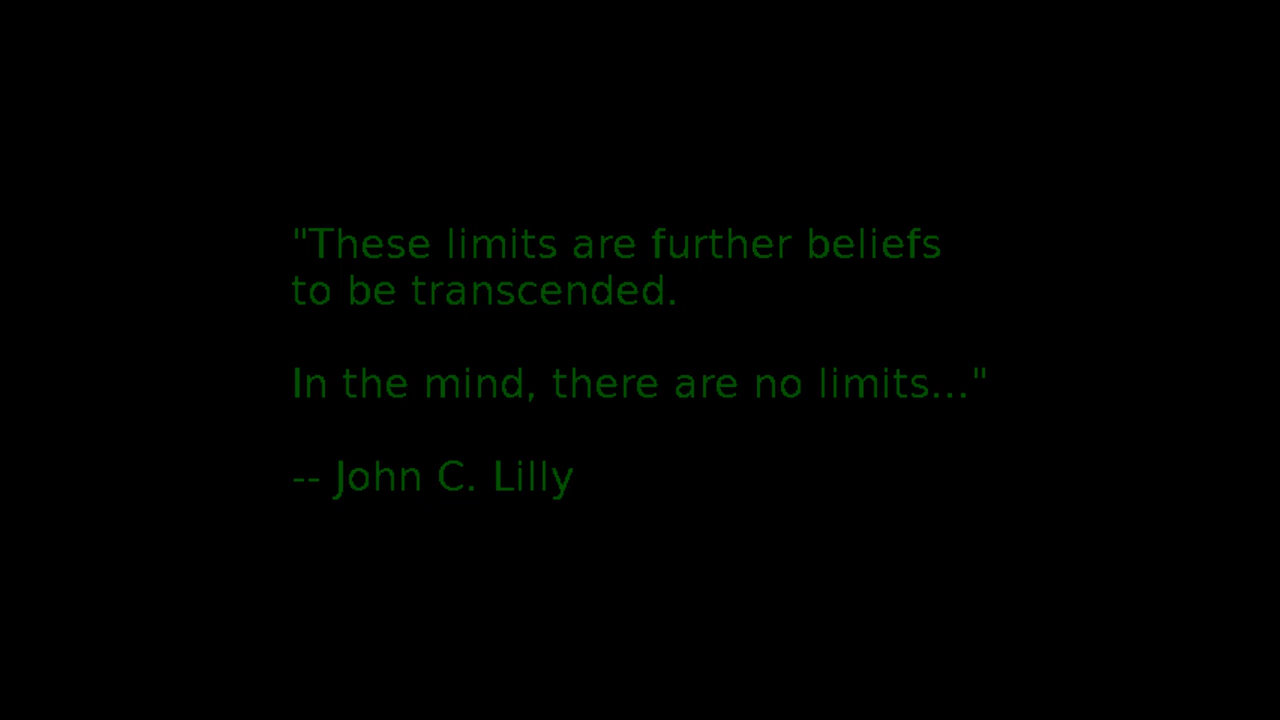 "These limits are further beliefs
to be transcended.
In the mind, there are no limits..."
-- John C. Lilly